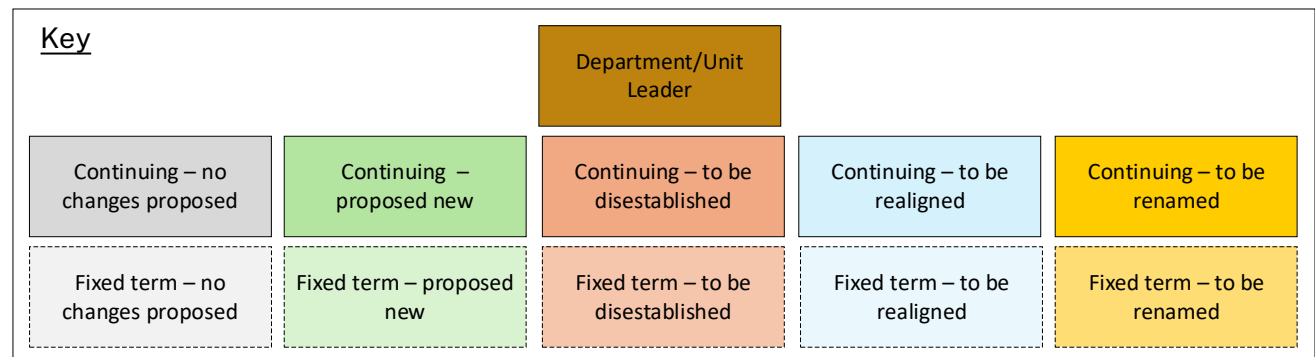 Key
Department/Unit
Leader
Continuing – no
changes proposed
Continuing –
proposed new
Continuing – to be
disestablished
Continuing – to be
realigned
Continuing – to be
renamed
Fixed term – no
changes proposed
Fixed term – proposed
new
Fixed term – to be
disestablished
Fixed term – to be
realigned
Fixed term – to be
renamed